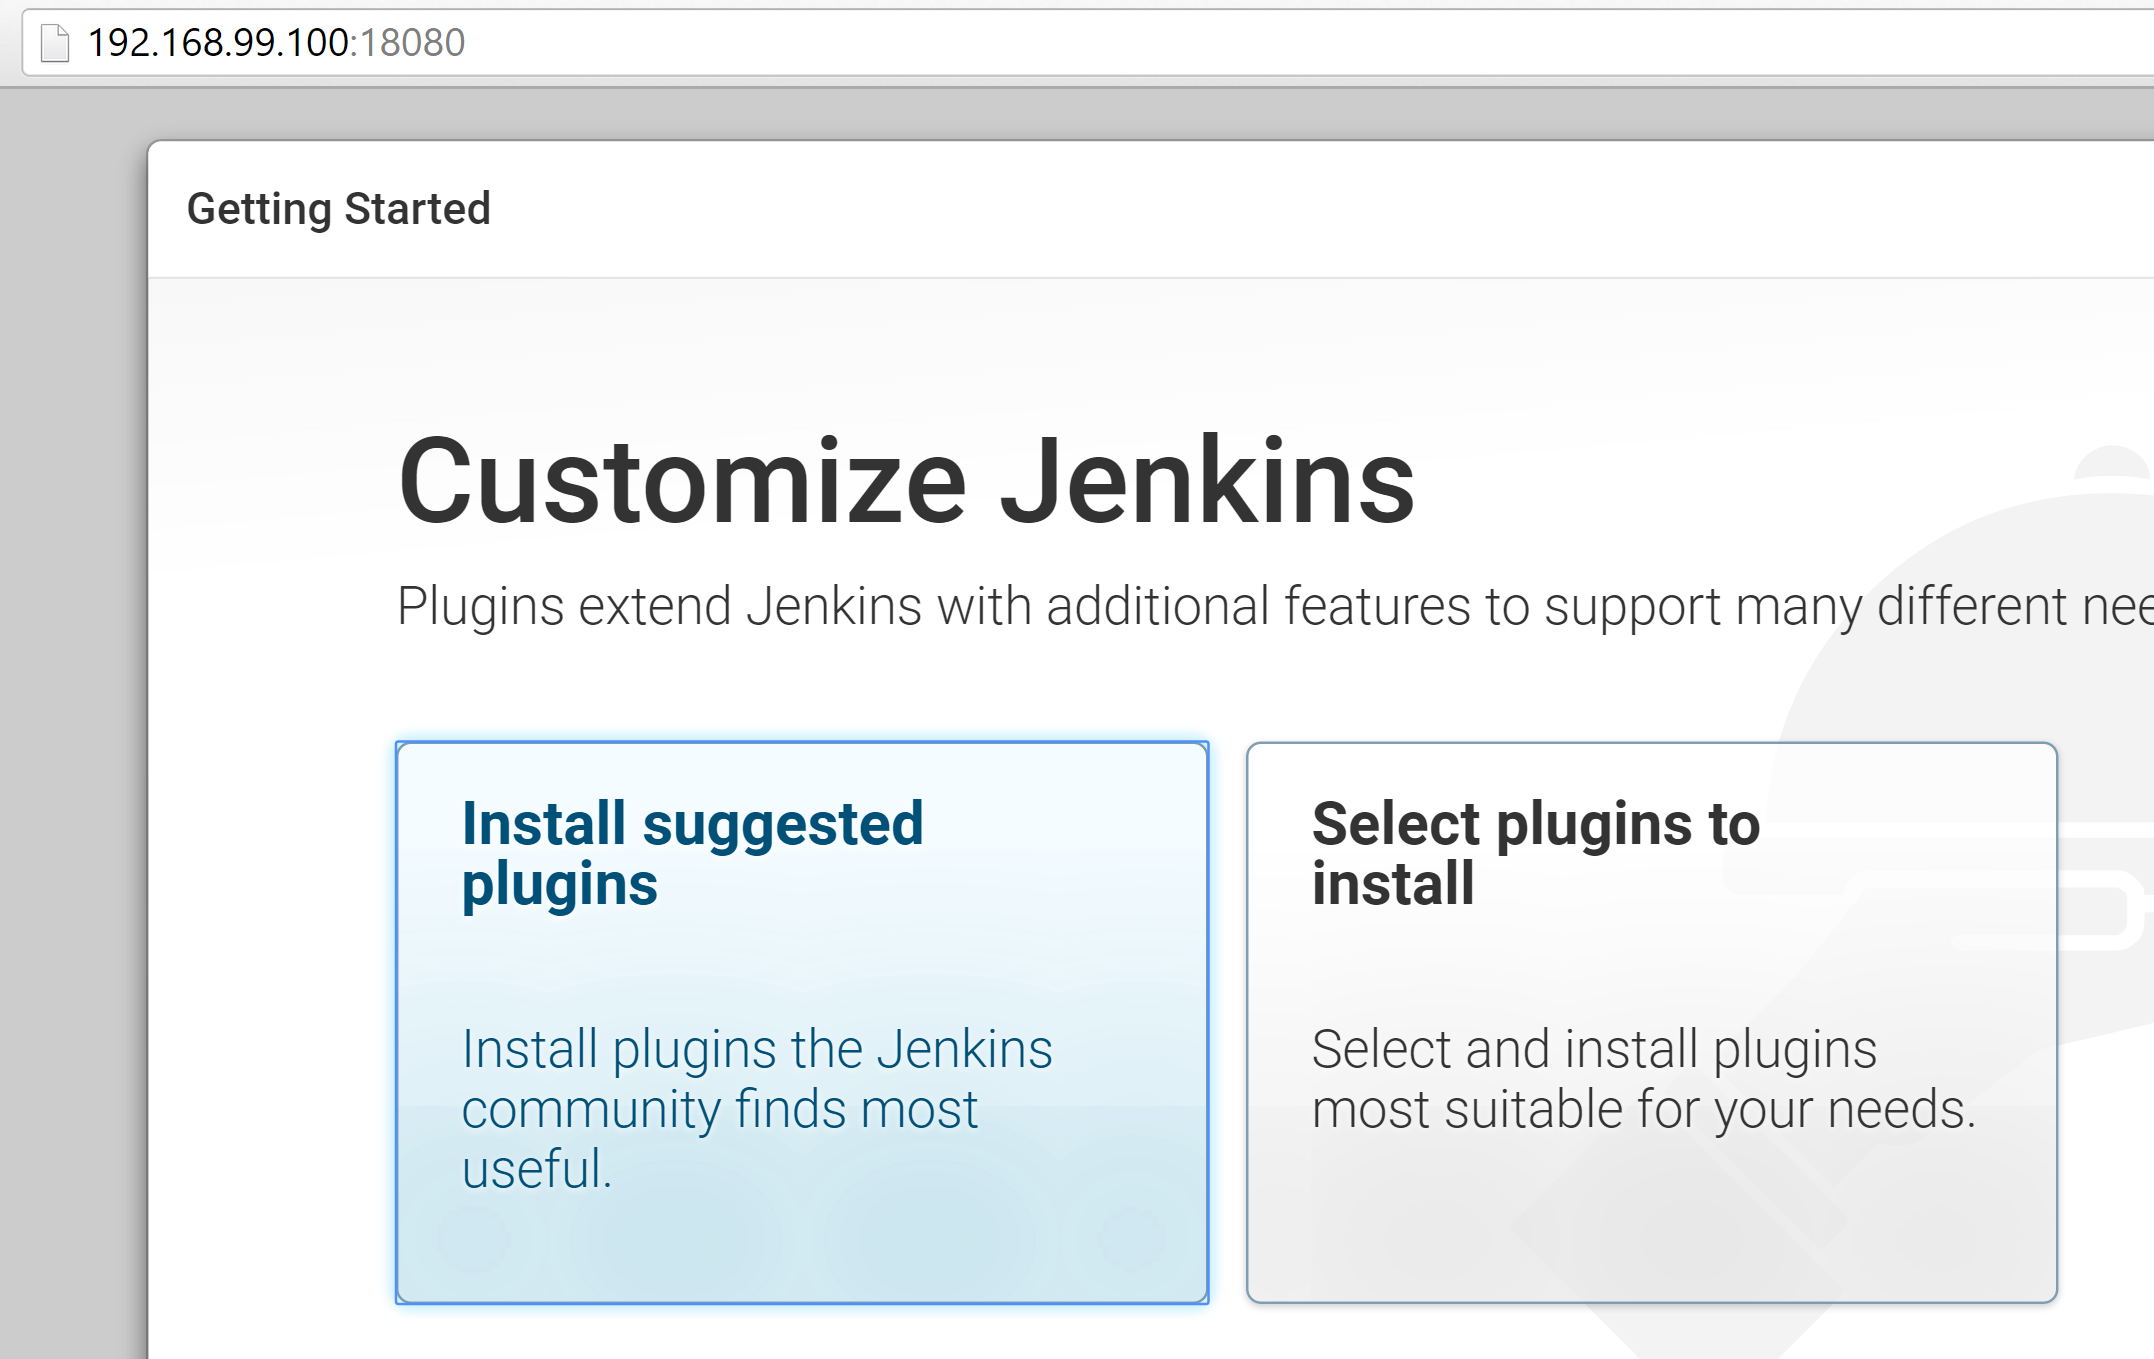 192.168.99.100:18080
Getting Started
Customize Jenkins
Plugins extend Jenkins with additional features to support many different
Install suggested
plugins
Select plugins to
install
Install plugins the Jenkins
community finds most
useful.
Select and install plugins
most suitable for your needs.